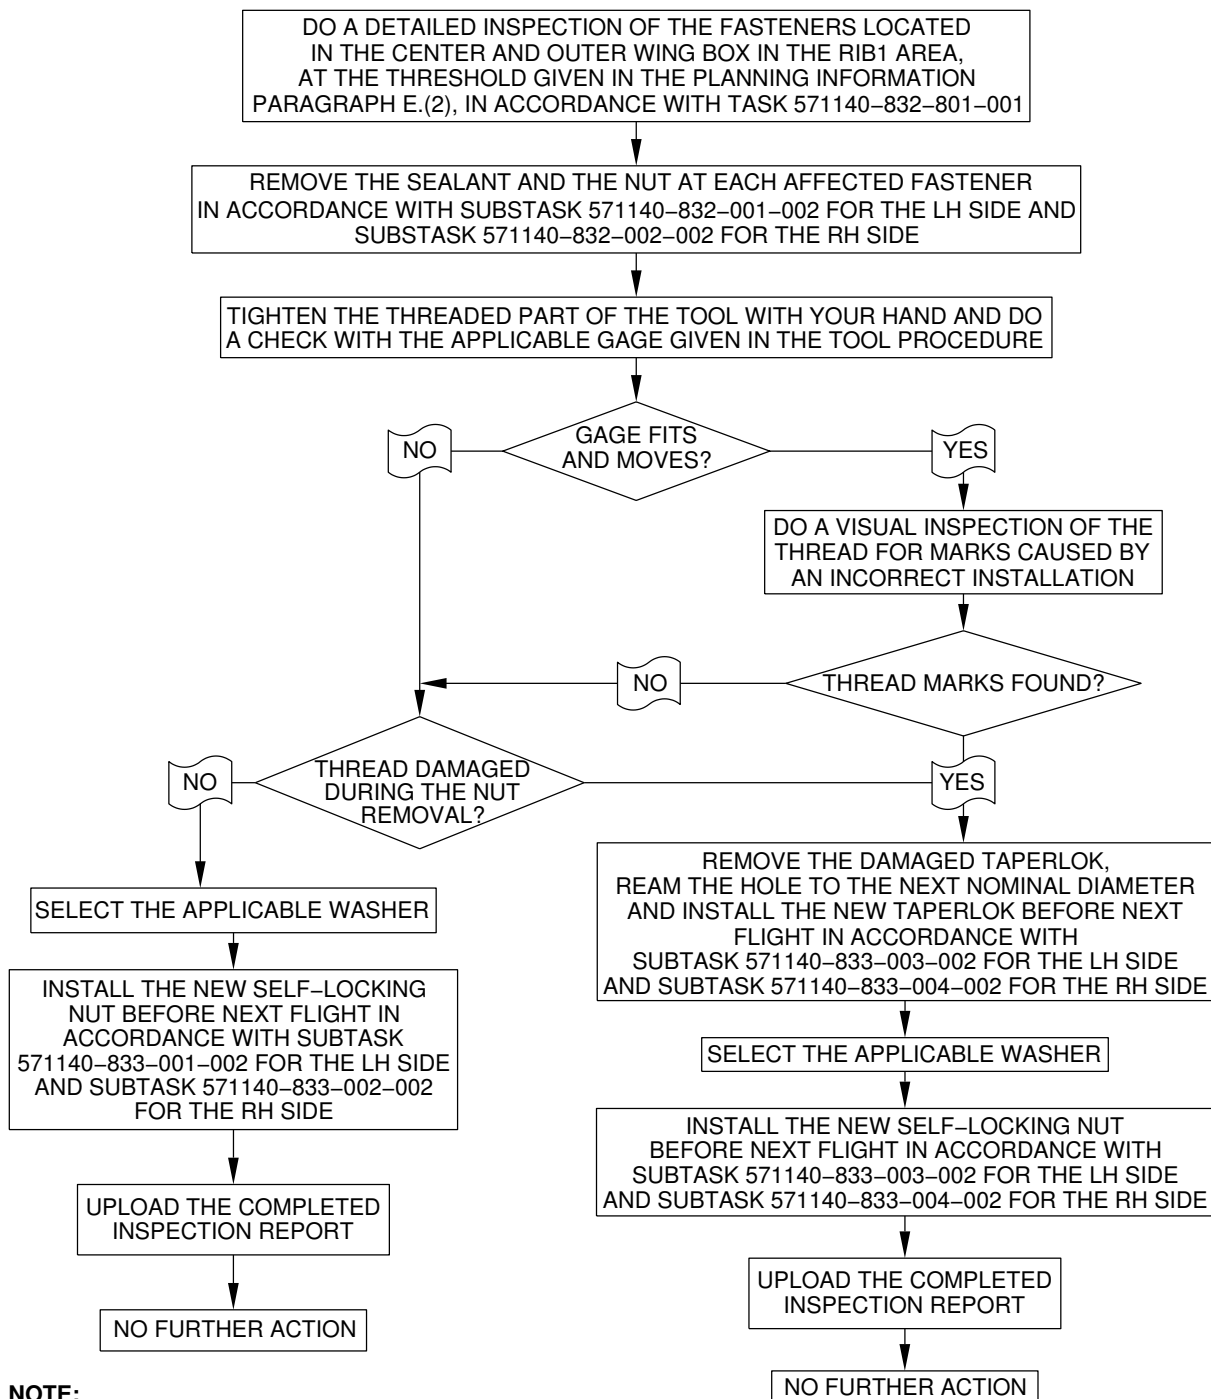 DO A DETAILED INSPECTION OF THE FASTENERS LOCATED
IN THE CENTER AND OUTER WING BOX IN THE RIB1 AREA,
AT THE THRESHOLD GIVEN IN THE PLANNING INFORMATION
PARAGRAPH E.(2), IN ACCORDANCE WITH TASK 571140−832−801−001
REMOVE THE SEALANT AND THE NUT AT EACH AFFECTED FASTENER
IN ACCORDANCE WITH SUBSTASK 571140−832−001−002 FOR THE LH SIDE AND
SUBSTASK 571140−832−002−002 FOR THE RH SIDE
TIGHTEN THE THREADED PART OF THE TOOL WITH YOUR HAND AND DO
A CHECK WITH THE APPLICABLE GAGE GIVEN IN THE TOOL PROCEDURE
GAGE FITS
AND MOVES?
NO
YES
DO A VISUAL INSPECTION OF THE
THREAD FOR MARKS CAUSED BY
AN INCORRECT INSTALLATION
THREAD MARKS FOUND?
NO
THREAD DAMAGED
DURING THE NUT
REMOVAL?
NO
YES
SELECT THE APPLICABLE WASHER
INSTALL THE NEW SELF−LOCKING
NUT BEFORE NEXT FLIGHT IN
ACCORDANCE WITH SUBTASK
571140−833−001−002 FOR THE LH SIDE
AND SUBTASK 571140−833−002−002
FOR THE RH SIDE
UPLOAD THE COMPLETED
INSPECTION REPORT
NO FURTHER ACTION
REMOVE THE DAMAGED TAPERLOK,
REAM THE HOLE TO THE NEXT NOMINAL DIAMETER
AND INSTALL THE NEW TAPERLOK BEFORE NEXT
FLIGHT IN ACCORDANCE WITH
SUBTASK 571140−833−003−002 FOR THE LH SIDE
AND SUBTASK 571140−833−004−002 FOR THE RH SIDE
SELECT THE APPLICABLE WASHER
INSTALL THE NEW SELF−LOCKING NUT
BEFORE NEXT FLIGHT IN ACCORDANCE WITH
SUBTASK 571140−833−003−002 FOR THE LH SIDE
AND SUBTASK 571140−833−004−002 FOR THE RH SIDE
UPLOAD THE COMPLETED
INSPECTION REPORT
NO FURTHER ACTION
NOTE: